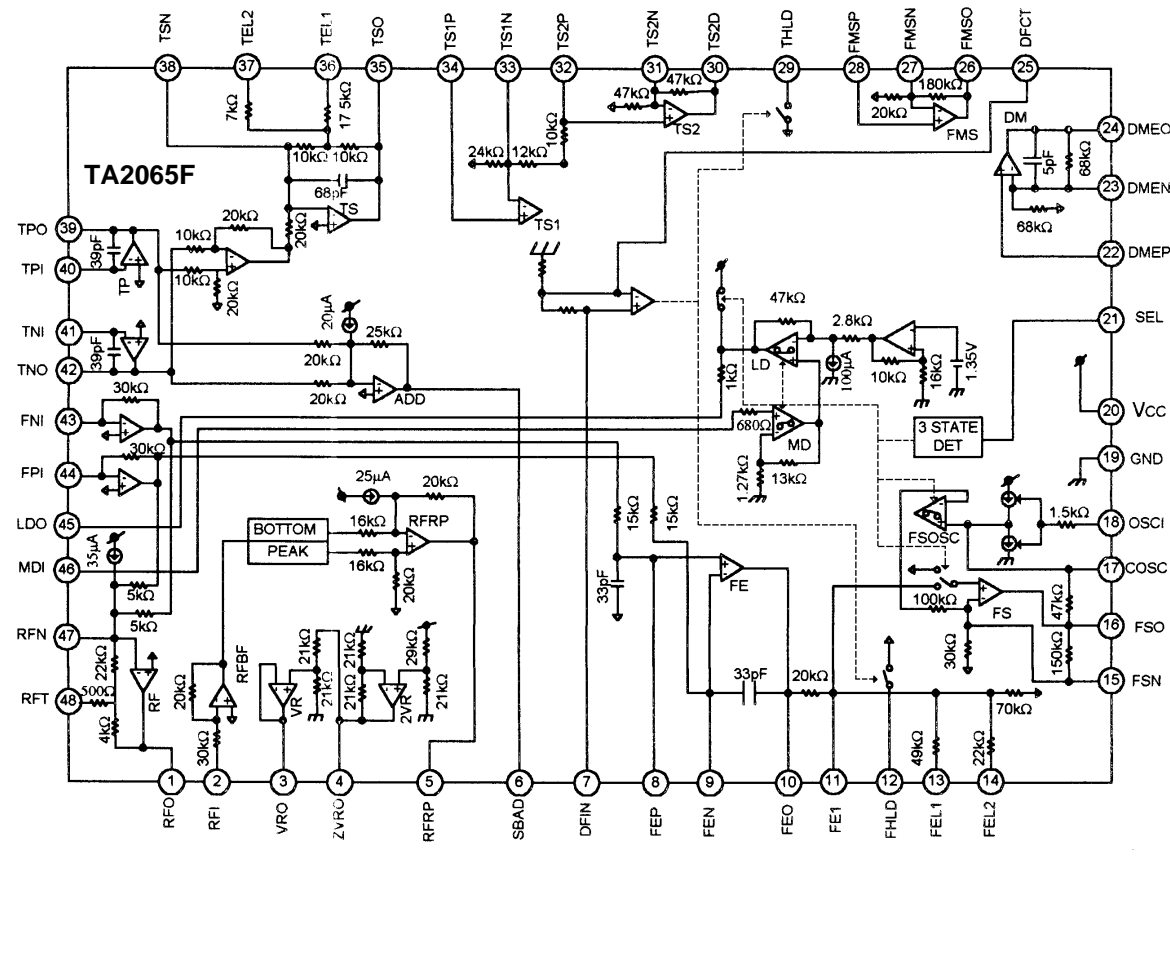 TSN TEL2 TEL1 TSO TS1P TS1N TS2P TS2N TS2D THLD FMSP FMSN FMSO DFCT
38 37 36 35 34 33 32 31 30 29 28 27 26 25
7kΩ 17 5kΩ 47kΩ 47kΩ 180kΩ
20kΩ
TS2 FMS DM
10kΩ 10kΩ 24kΩ 12kΩ 10kΩ
5pF 68kΩ
24 DMEO
TA2065F
68pF
TS
23 DMEN
68kΩ
TS1
TPO 39
39pF
TP
10kΩ 20kΩ 20kΩ
TPI 40
10kΩ
20kΩ
22 DMEP
TNI 41
39pF
20μA 25kΩ
47kΩ 2.8kΩ
21 SEL
20kΩ
TNO 42
LD
100μA
10kΩ 16kΩ 1.35V
1kΩ
20kΩ
ADD
30kΩ
FNI 43
680Ω
MD
20 VCC
3 STATE
DET
30kΩ
FPI 44
1.27kΩ
13kΩ
19 GND
25μA 20kΩ
LDO 45
35μA
BOTTOM
PEAK
16kΩ
16kΩ
RFRP
20kΩ
15kΩ 15kΩ
FSOSC
1.5kΩ
18 OSCI
MDI 46
5kΩ
5kΩ
33pF
FE
17 COSC
100kΩ
FS
47kΩ
RFN 47
22kΩ
RF
RFBF
20kΩ
21kΩ
21kΩ
VR
21kΩ
21kΩ
2VR
29kΩ
21kΩ
30kΩ
150kΩ
16 FSO
RFT 48
500Ω
4kΩ
30kΩ
33pF 20kΩ
70kΩ
15 FSN
49kΩ 22kΩ
1 2 3 4 5 6 7 8 9 10 11 12 13 14
RFO RFI VRO ZVRO RFRP SBAD DFIN FEP FEN FEO FE1 FHLD FEL1 FEL2